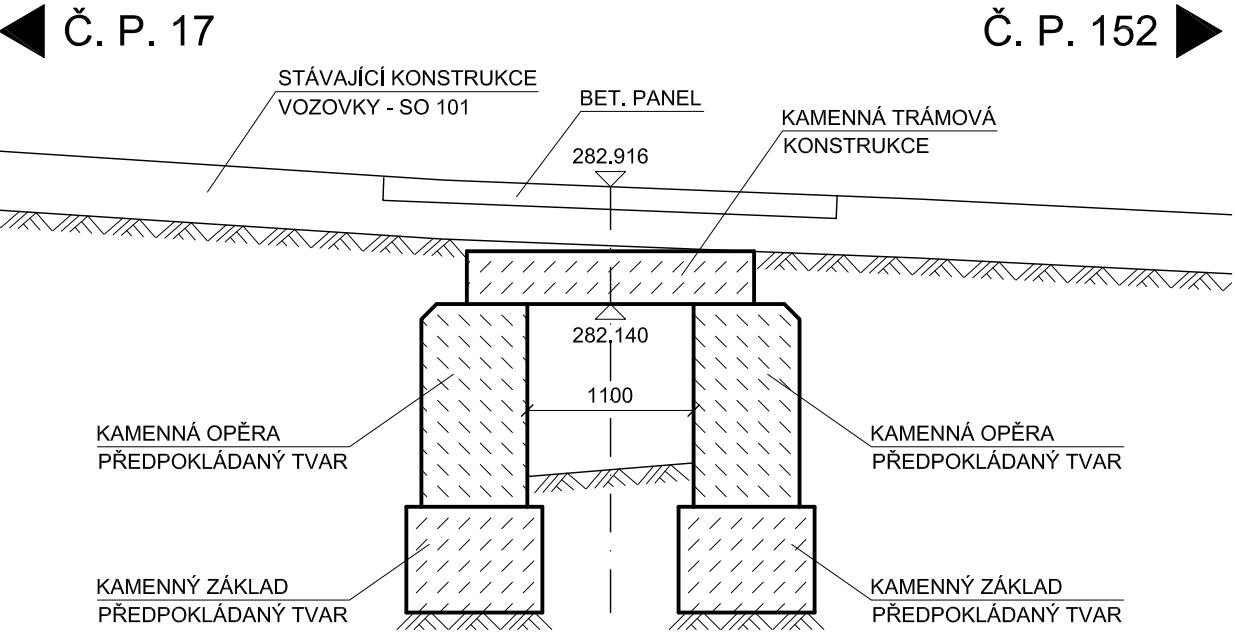 Č. P. 17
Č. P. 152
STÁVAJÍCÍ KONSTRUKCE
VOZOVKY - SO 101
BET. PANEL
KAMENNÁ TRÁMOVÁ
KONSTRUKCE
282.916
282.140
1100
KAMENNÁ OPĚRA
PŘEDPOKLÁDANÝ TVAR
KAMENNÁ OPĚRA
PŘEDPOKLÁDANÝ TVAR
KAMENNÝ ZÁKLAD
PŘEDPOKLÁDANÝ TVAR
KAMENNÝ ZÁKLAD
PŘEDPOKLÁDANÝ TVAR